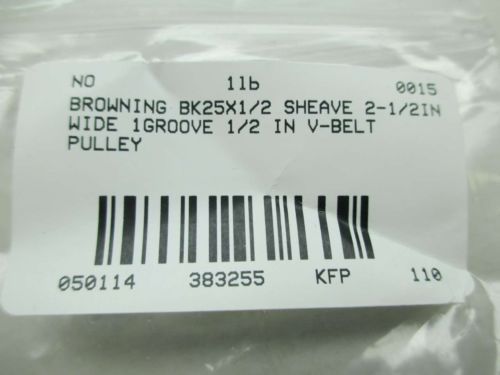 NO 1lb 0015
BROWNING BK25X1/2 SHEAVE 2-1/2IN
WIDE 1GROOVE 1/2 IN V-BELT
PULLEY
050114 383255 KFP 110